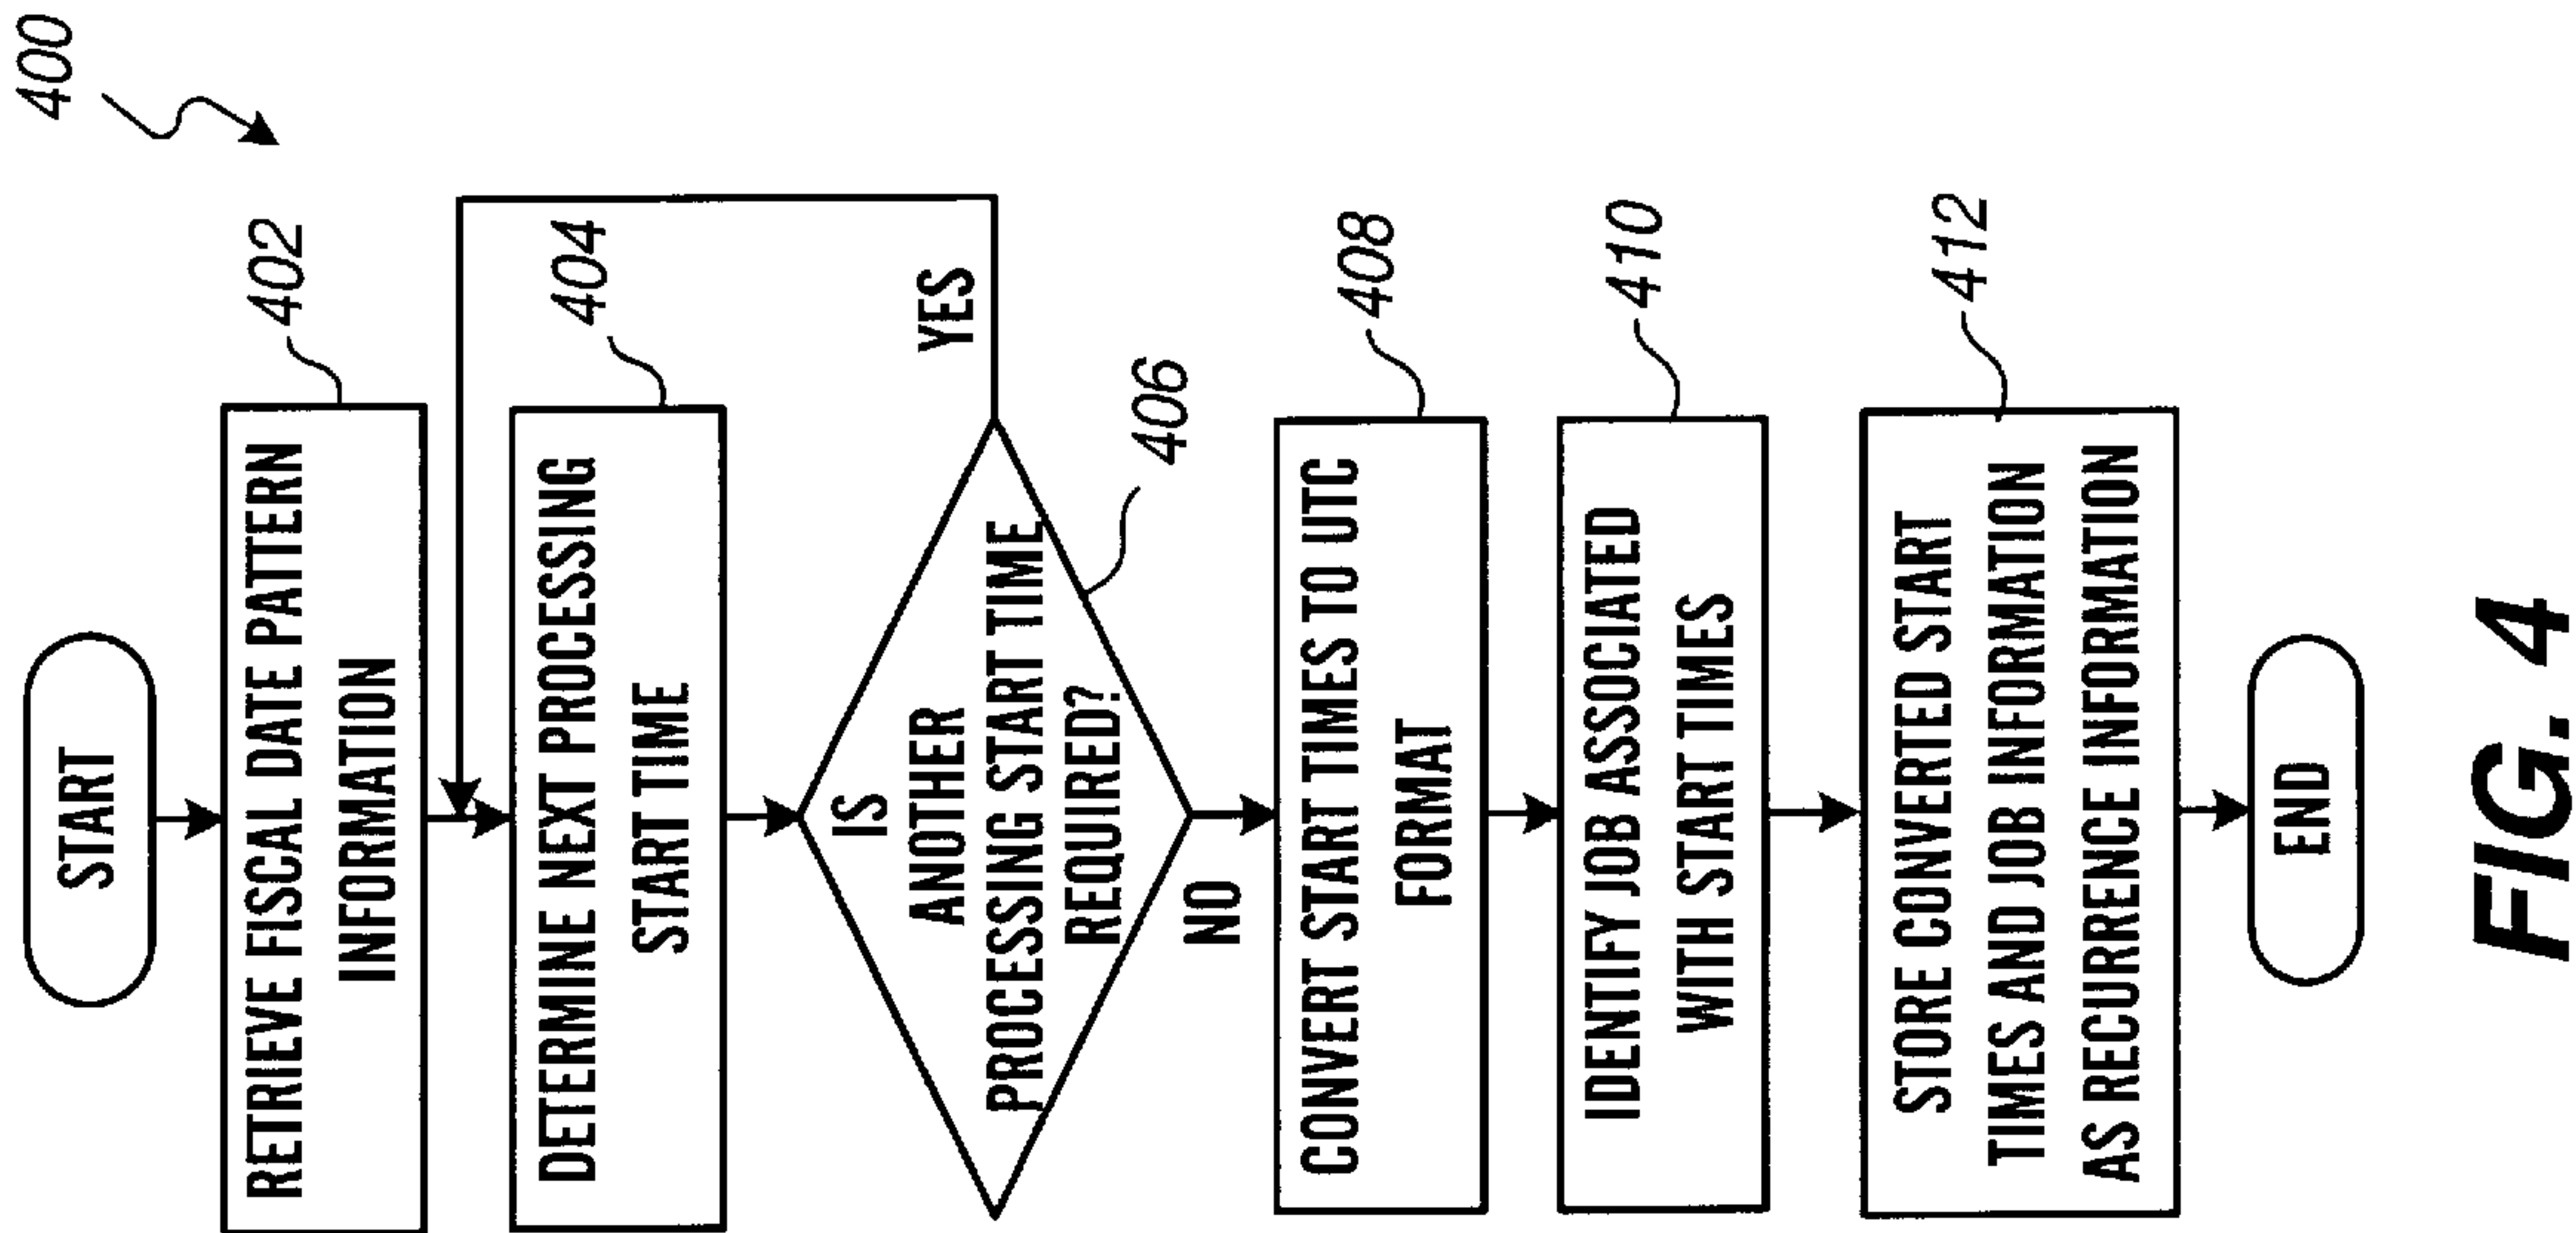 400
START
RETRIEVE FISCAL DATE PATTERN
INFORMATION
402
DETERMINE NEXT PROCESSING
START TIME
404
IS
ANOTHER
PROCESSING START TIME
REQUIRED?
YES
406
NO
CONVERT START TIMES TO UTC
FORMAT
408
IDENTIFY JOB ASSOCIATED
WITH START TIMES
410
STORE CONVERTED START
TIMES AND JOB INFORMATION
AS RECURRENCE INFORMATION
412
END
FIG. 4